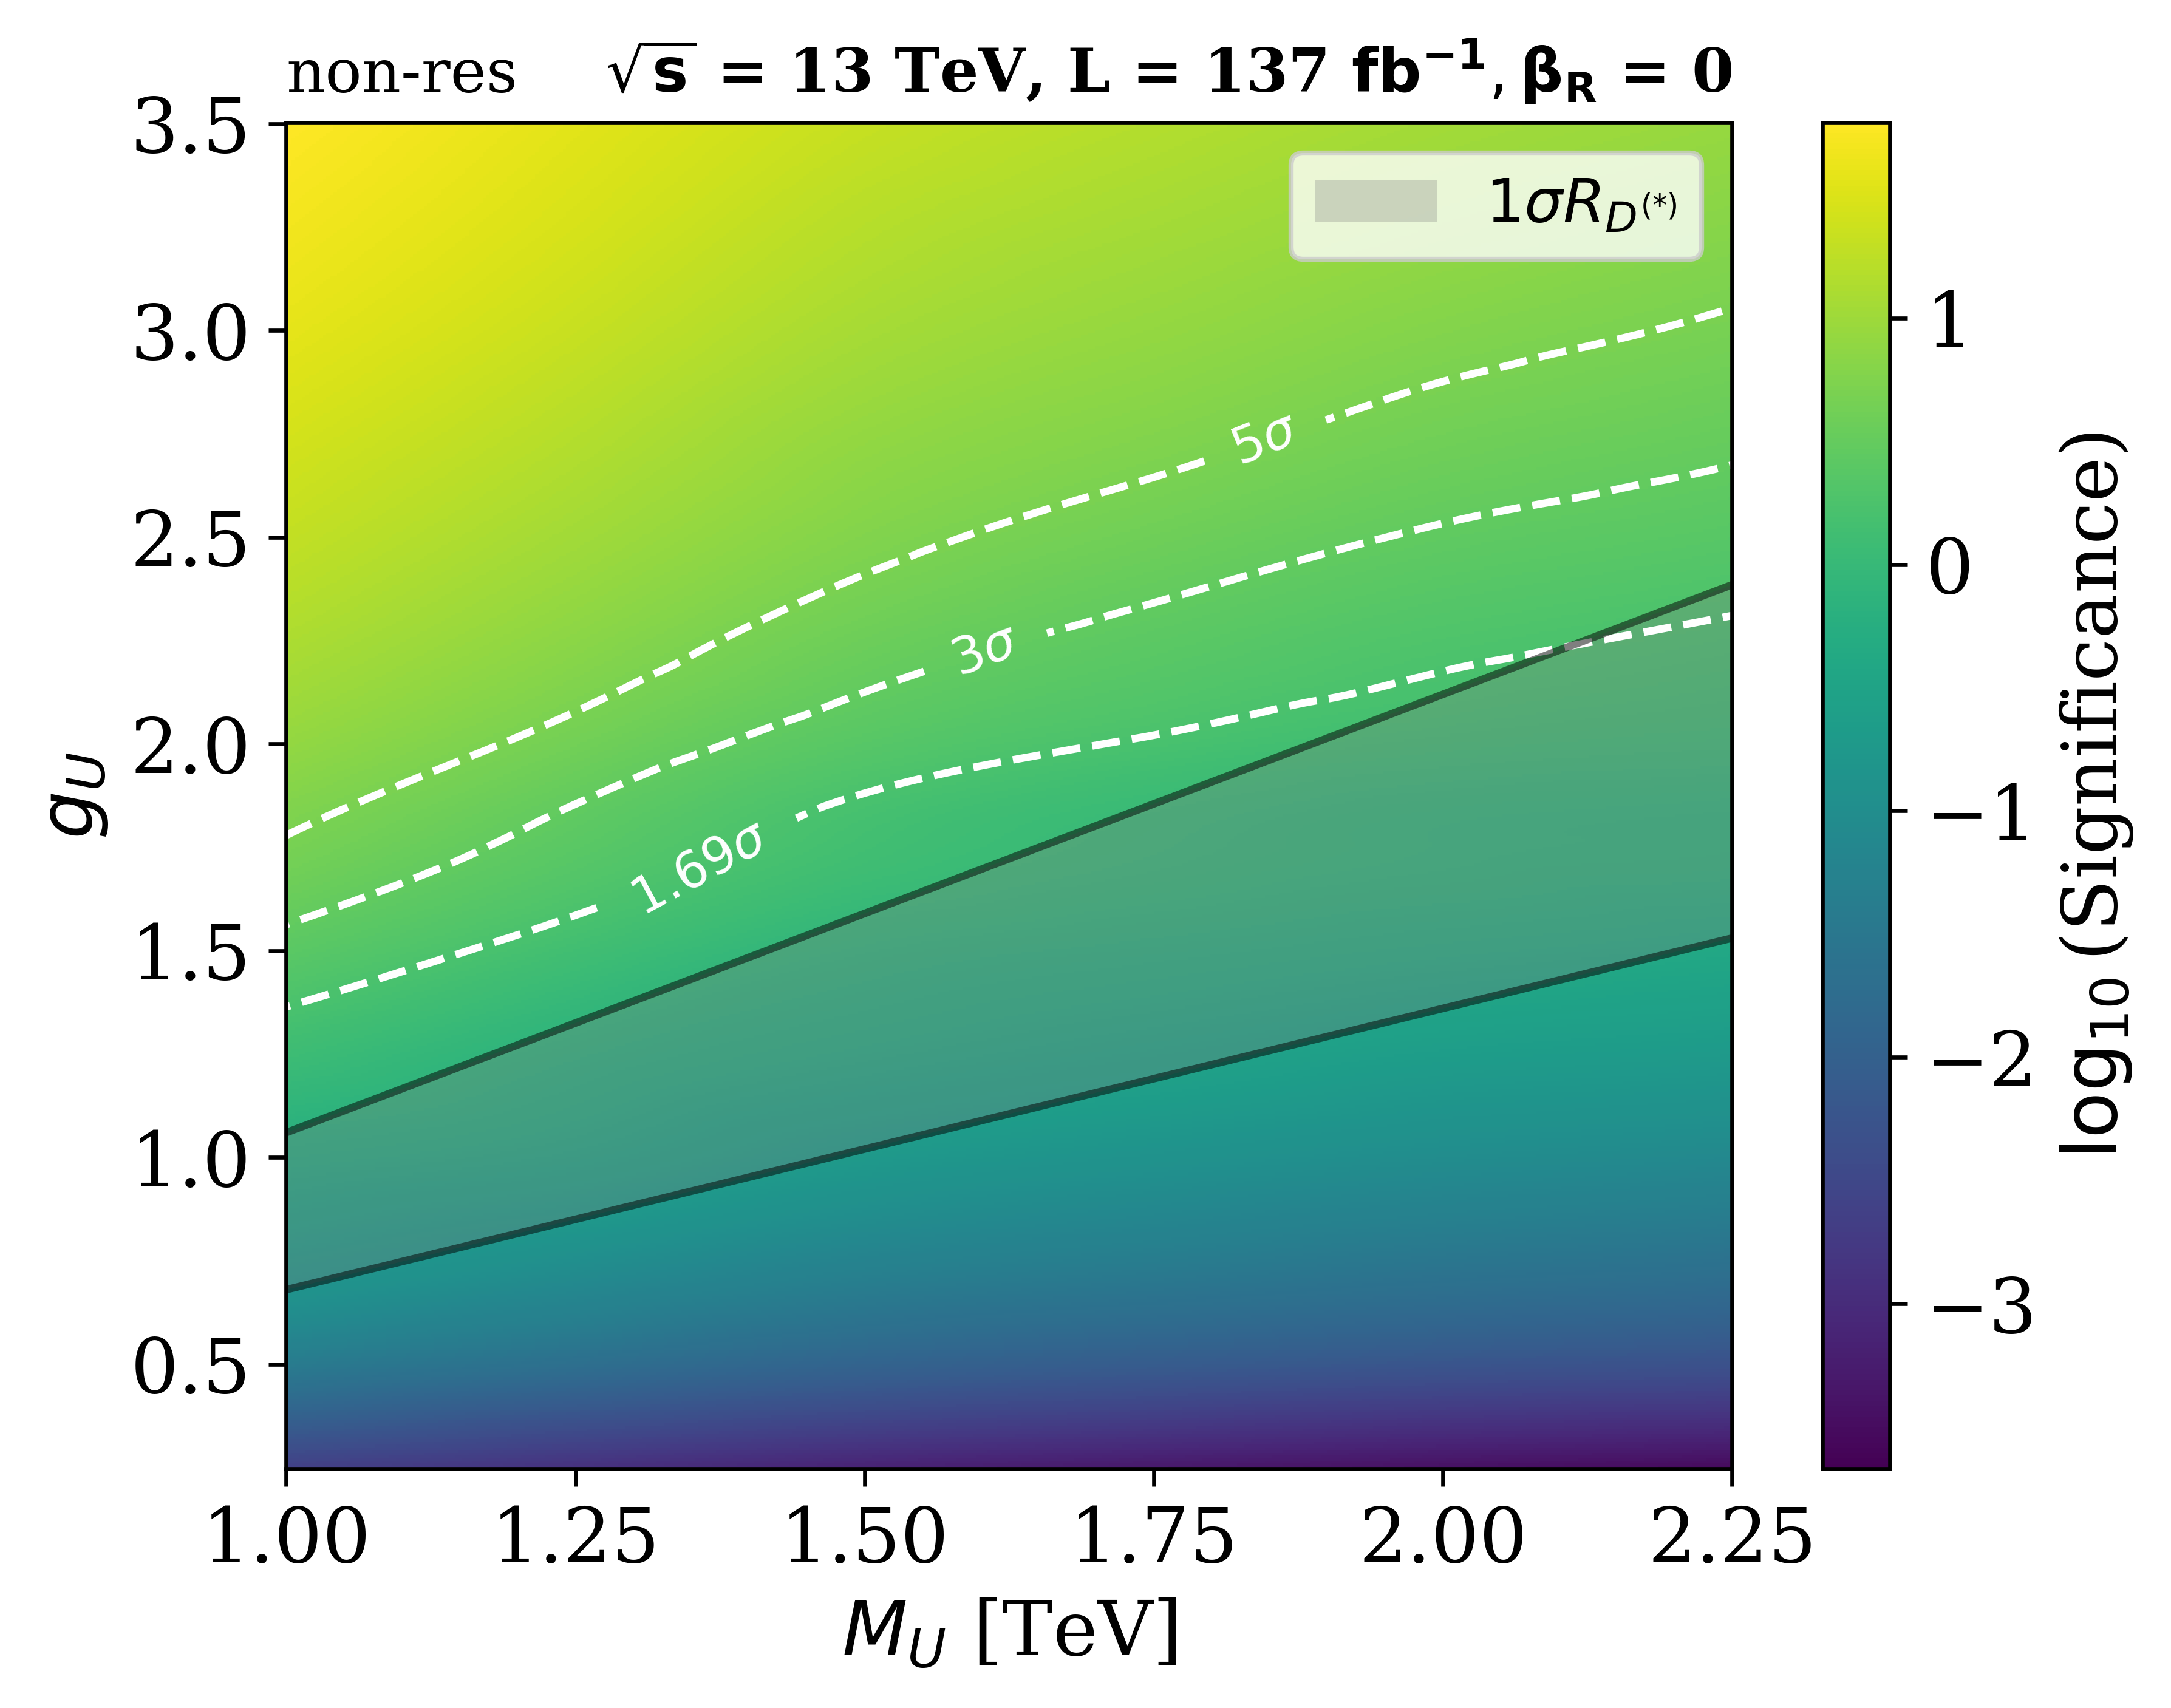 non-res √s = 13 TeV, L = 137 fb⁻¹, β_R = 0
3.5
3.0
2.5
2.0
1.5
1.0
0.5
g_U
1σR_D(*)
5σ
3σ
1.69σ
1.00 1.25 1.50 1.75 2.00 2.25
M_U [TeV]
1
0
−1
−2
−3
log₁₀ (Significance)